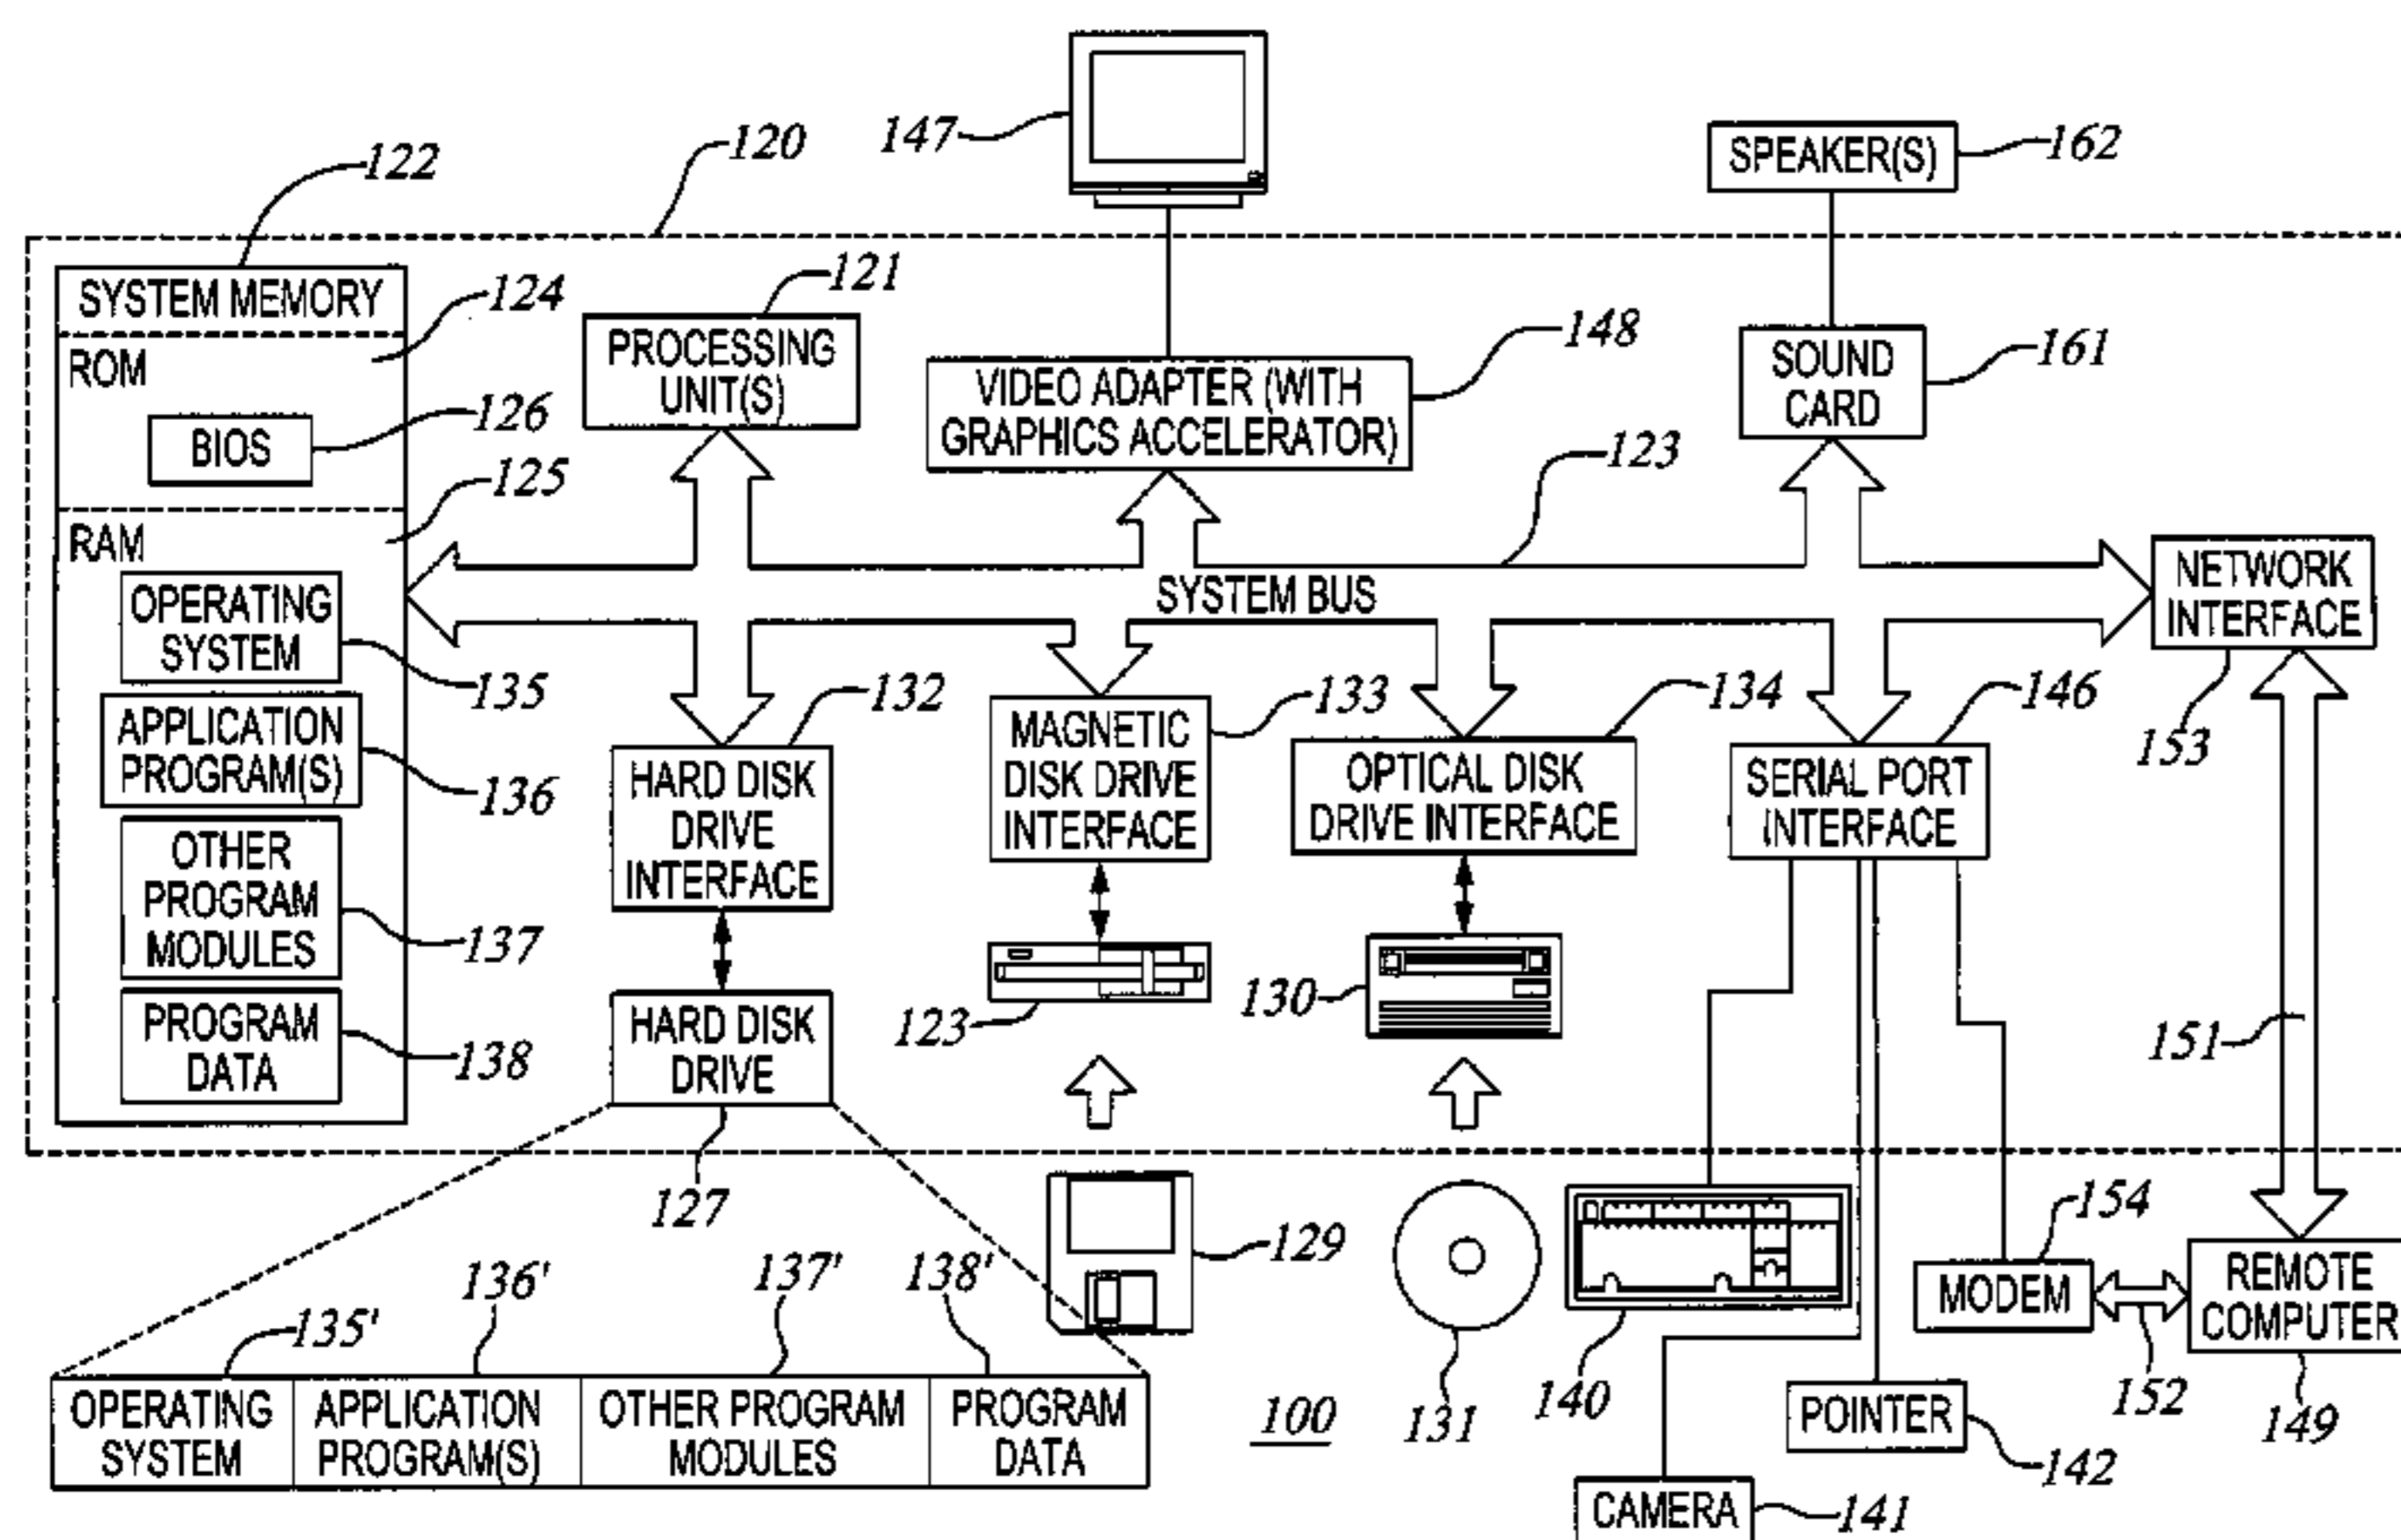 147
SPEAKER(S)
162
122
120
SYSTEM MEMORY
124
ROM
BIOS
126
125
RAM
OPERATING
SYSTEM
135
APPLICATION
PROGRAM(S)
136
OTHER
PROGRAM
MODULES
137
PROGRAM
DATA
138
121
PROCESSING
UNIT(S)
VIDEO ADAPTER (WITH
GRAPHICS ACCELERATOR)
148
SOUND
CARD
161
123
SYSTEM BUS
NETWORK
INTERFACE
153
132
HARD DISK
DRIVE
INTERFACE
133
MAGNETIC
DISK DRIVE
INTERFACE
134
OPTICAL DISK
DRIVE INTERFACE
146
SERIAL PORT
INTERFACE
HARD DISK
DRIVE
127
123
130
151
129
131
140
154
MODEM
152
REMOTE
COMPUTER
149
POINTER
142
CAMERA
141
135'
136'
137'
138'
OPERATING
SYSTEM
APPLICATION
PROGRAM(S)
OTHER PROGRAM
MODULES
PROGRAM
DATA
100